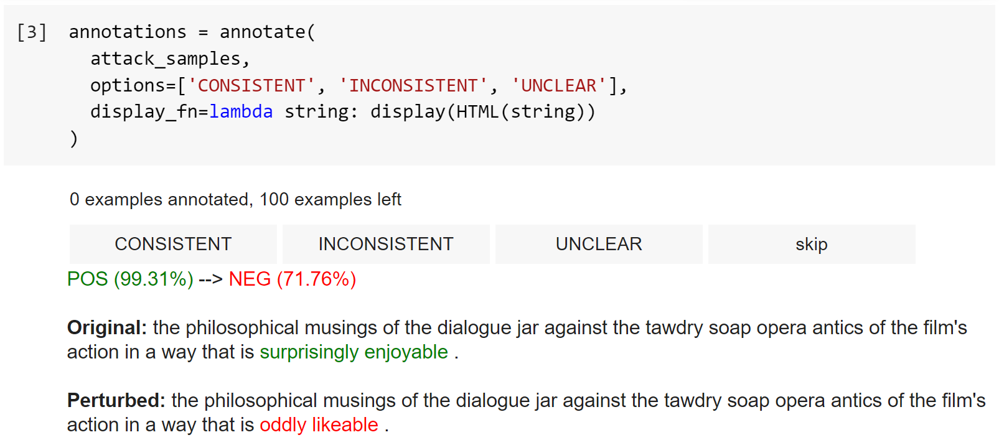 [3] annotations = annotate(
attack_samples,
options=['CONSISTENT', 'INCONSISTENT', 'UNCLEAR'],
display_fn=lambda string: display(HTML(string))
)
0 examples annotated, 100 examples left
CONSISTENT INCONSISTENT UNCLEAR skip
POS (99.31%) --> NEG (71.76%)
Original: the philosophical musings of the dialogue jar against the tawdry soap opera antics of the film's
action in a way that is surprisingly enjoyable .
Perturbed: the philosophical musings of the dialogue jar against the tawdry soap opera antics of the film's
action in a way that is oddly likeable .